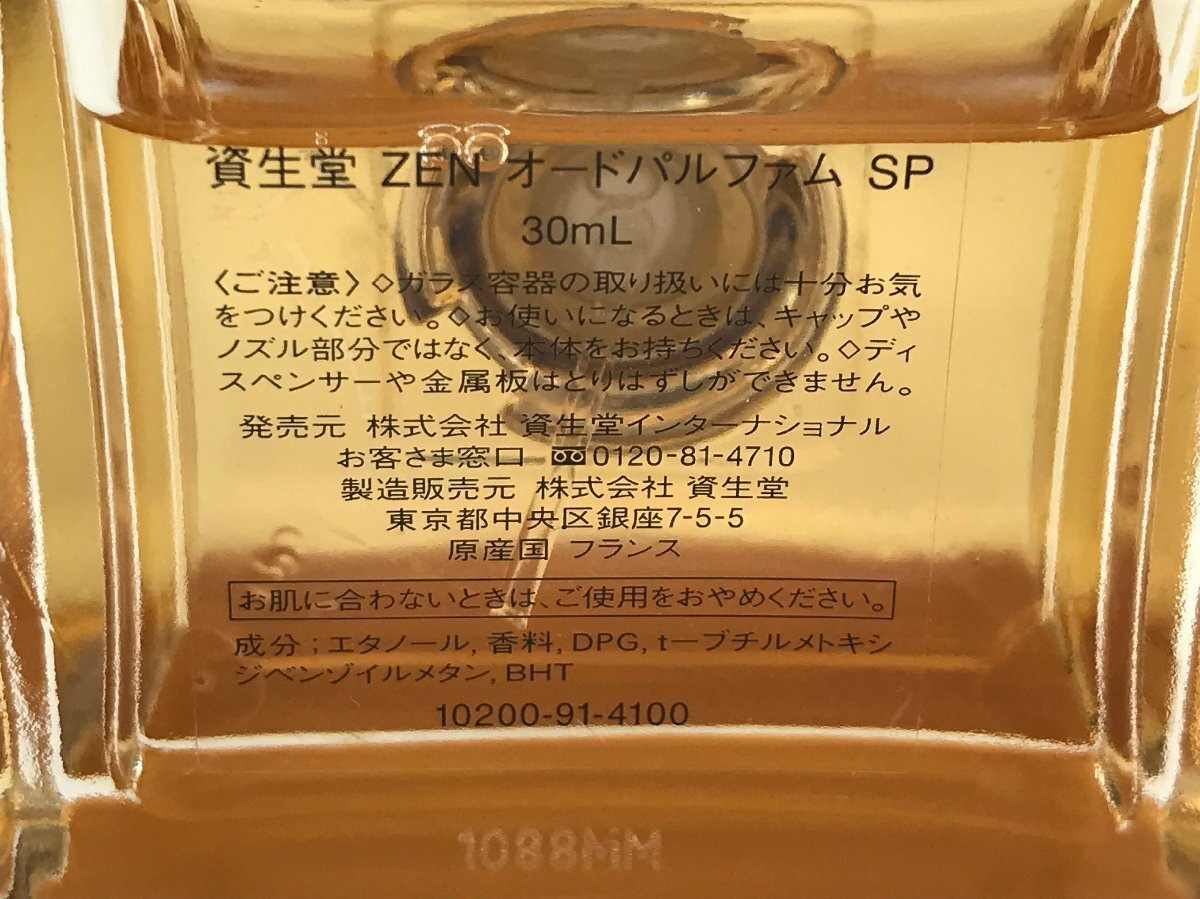 資生堂 ZEN オードパルファム SP
30mL
〈ご注意〉◇ガラス容器の取り扱いには十分お気
をつけください。◇お使いになるときは、キャップや
ノズル部分ではなく、本体をお持ちください。◇ディ
スペンサーや金属板はとりはずしができません。
発売元 株式会社 資生堂インターナショナル
お客さま窓口 0120-81-4710
製造販売元 株式会社 資生堂
東京都中央区銀座7-5-5
原産国 フランス
お肌に合わないときは、ご使用をおやめください。
成分；エタノール, 香料, DPG, tーブチルメトキシ
ジベンゾイルメタン, BHT
10200-91-4100
1088MiM